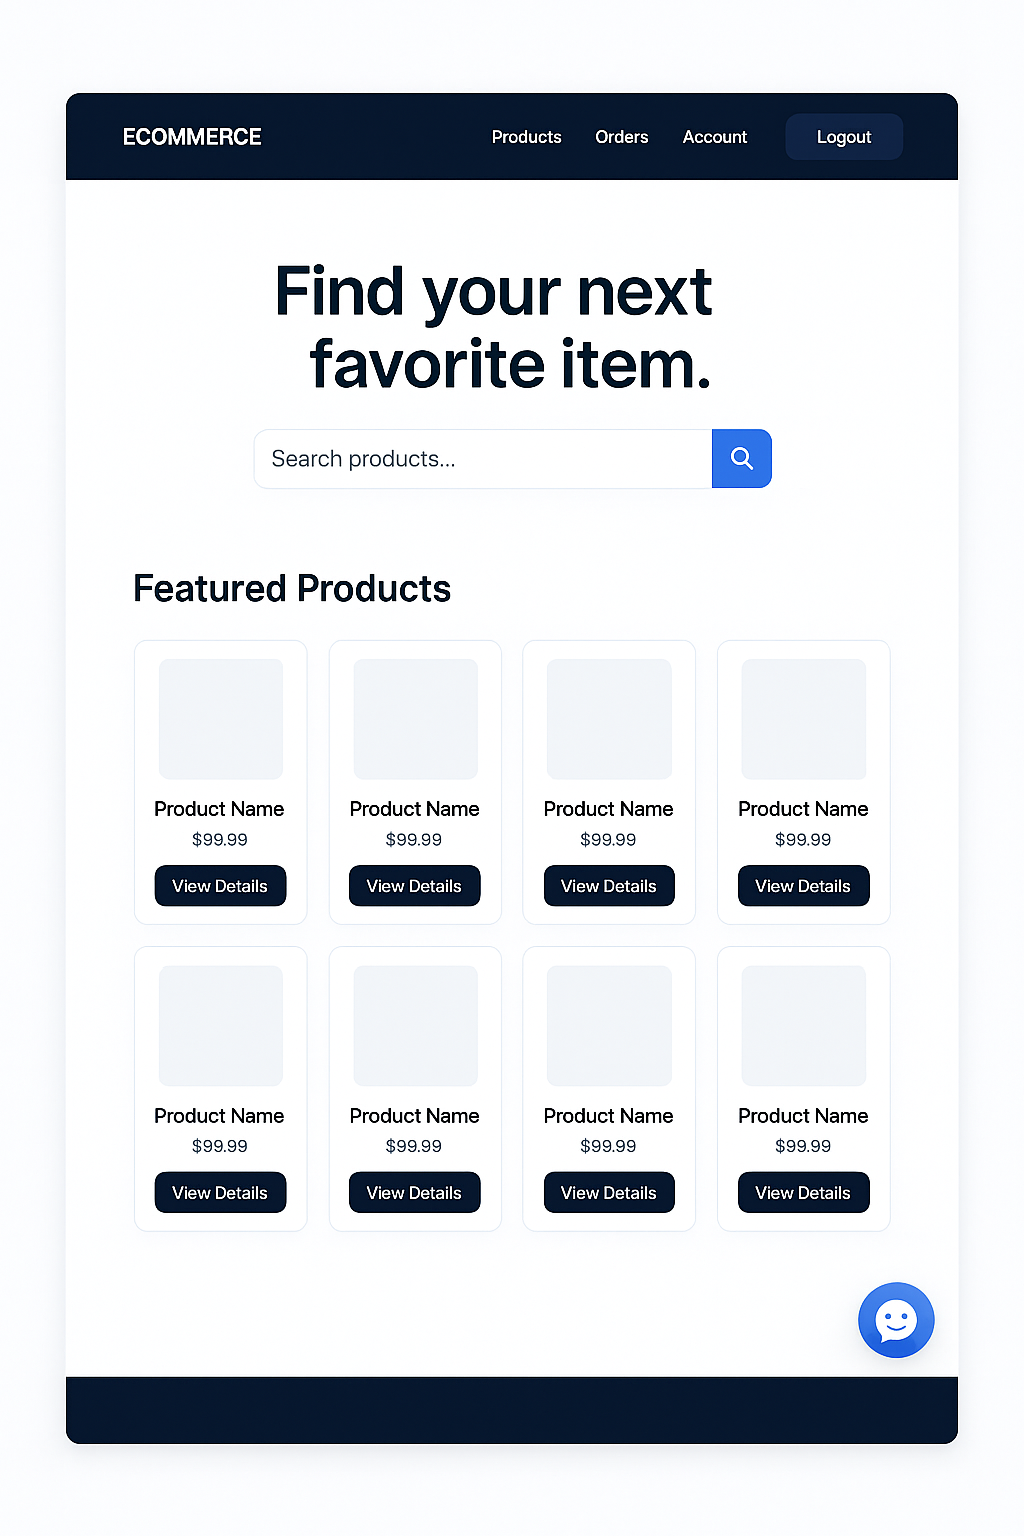 ECOMMERCE
Products Orders Account Logout
Find your next
favorite item.
Search products...
Featured Products
Product Name Product Name Product Name Product Name
$99.99 $99.99 $99.99 $99.99
View Details View Details View Details View Details
Product Name Product Name Product Name Product Name
$99.99 $99.99 $99.99 $99.99
View Details View Details View Details View Details